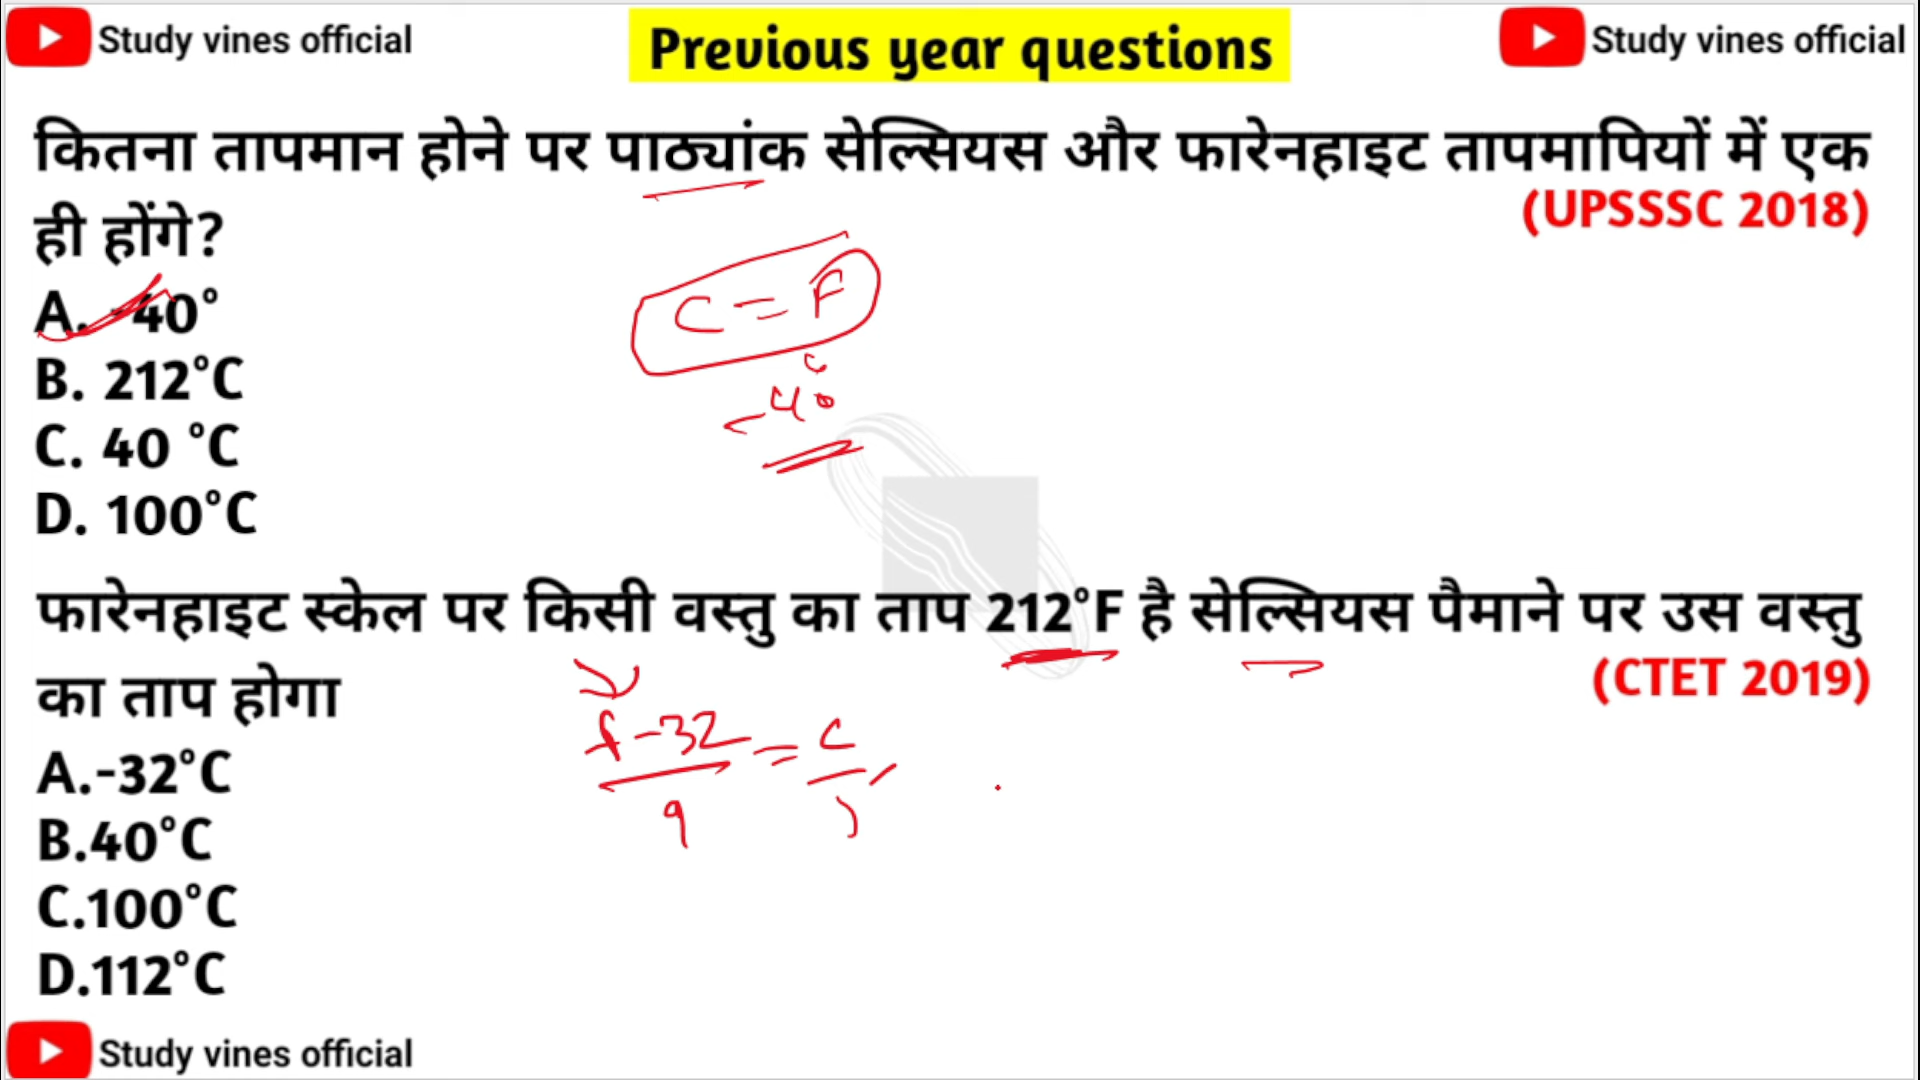 Study vines official
Previous year questions
Study vines official
कितना तापमान होने पर पाठ्यांक सेल्सियस और फारेनहाइट तापमापियों में एक
ही होंगे?
(UPSSSC 2018)
A. -40°
B. 212°C
C. 40 °C
D. 100°C
C = F
-40
फारेनहाइट स्केल पर किसी वस्तु का ताप 212°F है सेल्सियस पैमाने पर उस वस्तु
का ताप होगा
(CTET 2019)
f-32 = C
9
A.-32°C
B.40°C
C.100°C
D.112°C
Study vines official